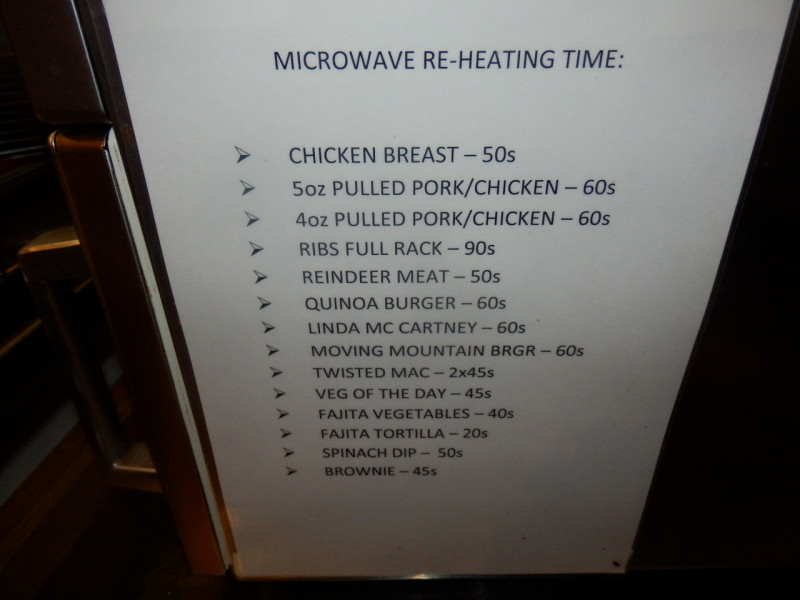 MICROWAVE RE-HEATING TIME:
➢ CHICKEN BREAST – 50s
➢ 5oz PULLED PORK/CHICKEN – 60s
➢ 4oz PULLED PORK/CHICKEN – 60s
➢ RIBS FULL RACK – 90s
➢ REINDEER MEAT – 50s
➢ QUINOA BURGER – 60s
➢ LINDA MC CARTNEY – 60s
➢ MOVING MOUNTAIN BRGR – 60s
➢ TWISTED MAC – 2x45s
➢ VEG OF THE DAY – 45s
➢ FAJITA VEGETABLES – 40s
➢ FAJITA TORTILLA – 20s
➢ SPINACH DIP – 50s
➢ BROWNIE – 45s